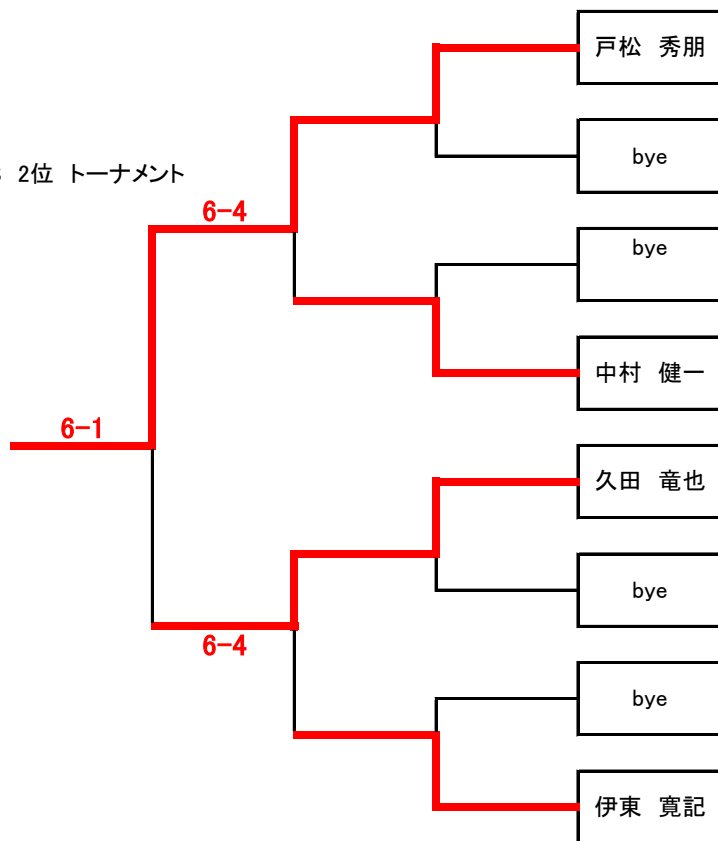 戸松 秀朋
bye
2位 トーナメント
6-4
bye
中村 健一
6-1
久田 竜也
bye
6-4
bye
伊東 寛記